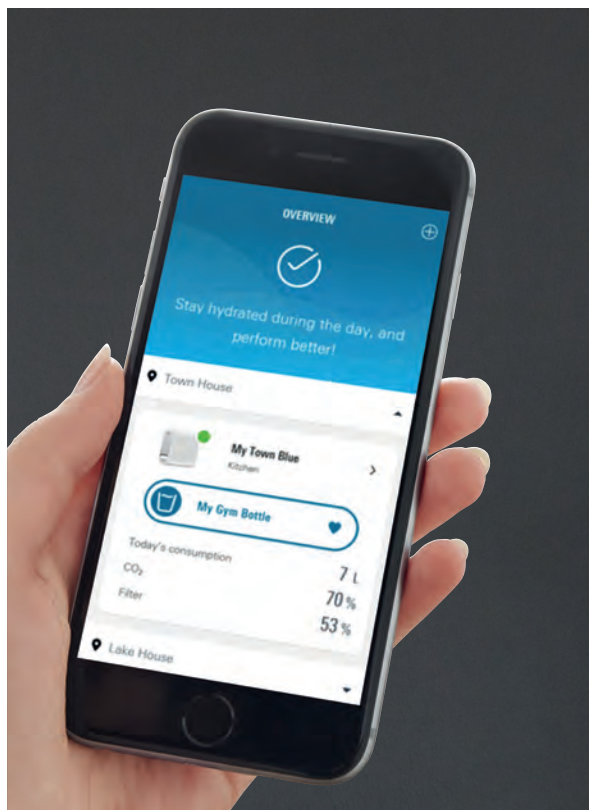 OVERVIEW
Stay hydrated during the day, and
perform better!
Town House
My Town Blue
Kitchen
My Gym Bottle
Today's consumption
7 L
CO₂
70 %
Filter
53 %
Lake House